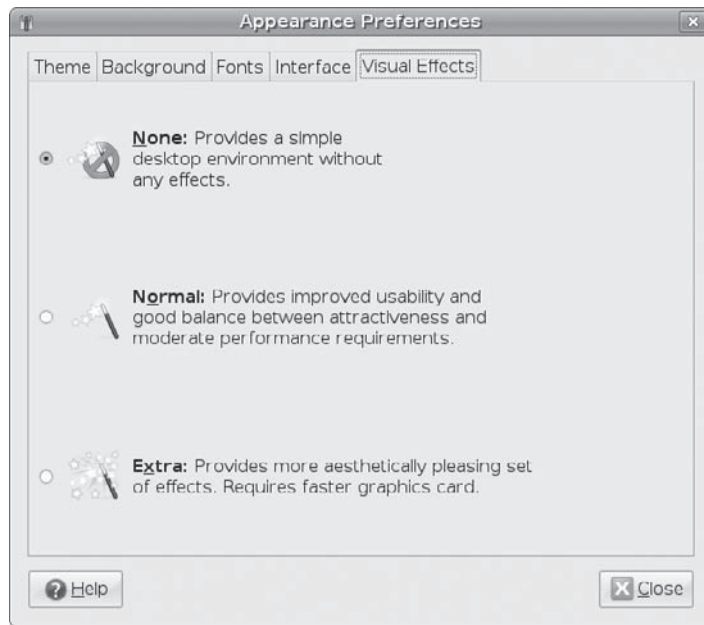 Appearance Preferences
Theme Background Fonts Interface Visual Effects
None: Provides a simple
desktop environment without
any effects.
Normal: Provides improved usability and
good balance between attractiveness and
moderate performance requirements.
Extra: Provides more aesthetically pleasing set
of effects. Requires faster graphics card.
Help Close